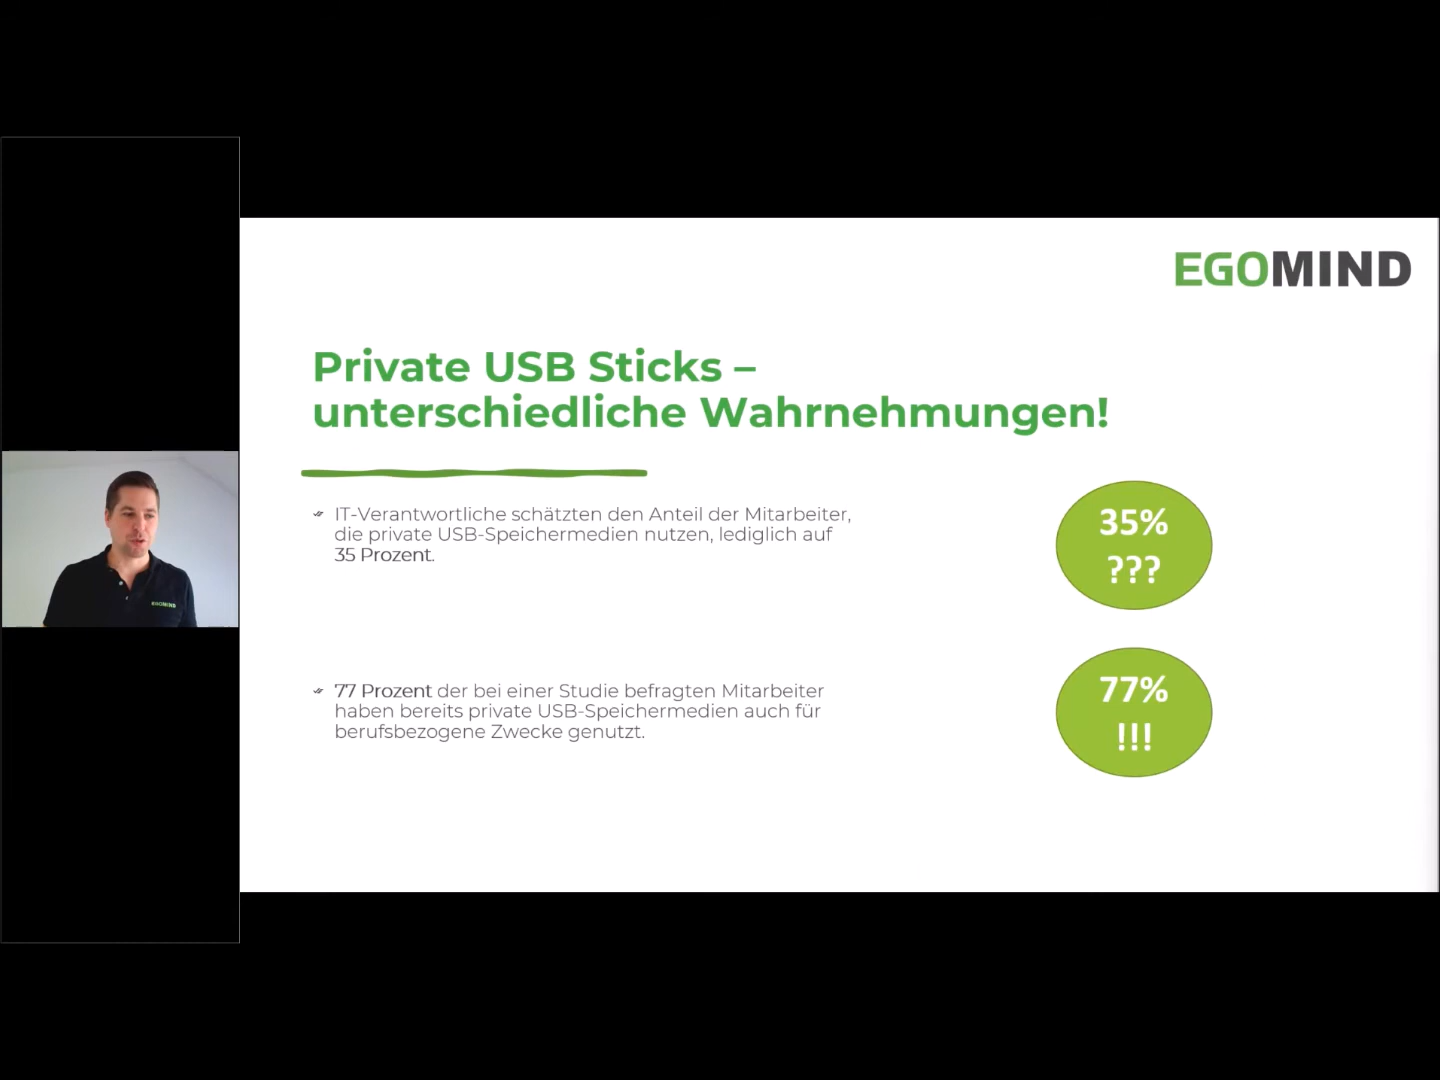 EGOMIND
Private USB Sticks –
unterschiedliche Wahrnehmungen!
IT-Verantwortliche schätzten den Anteil der Mitarbeiter,
die private USB-Speichermedien nutzen, lediglich auf
35 Prozent.
35%
???
77 Prozent der bei einer Studie befragten Mitarbeiter
haben bereits private USB-Speichermedien auch für
berufsbezogene Zwecke genutzt.
77%
!!!
EGOMIND